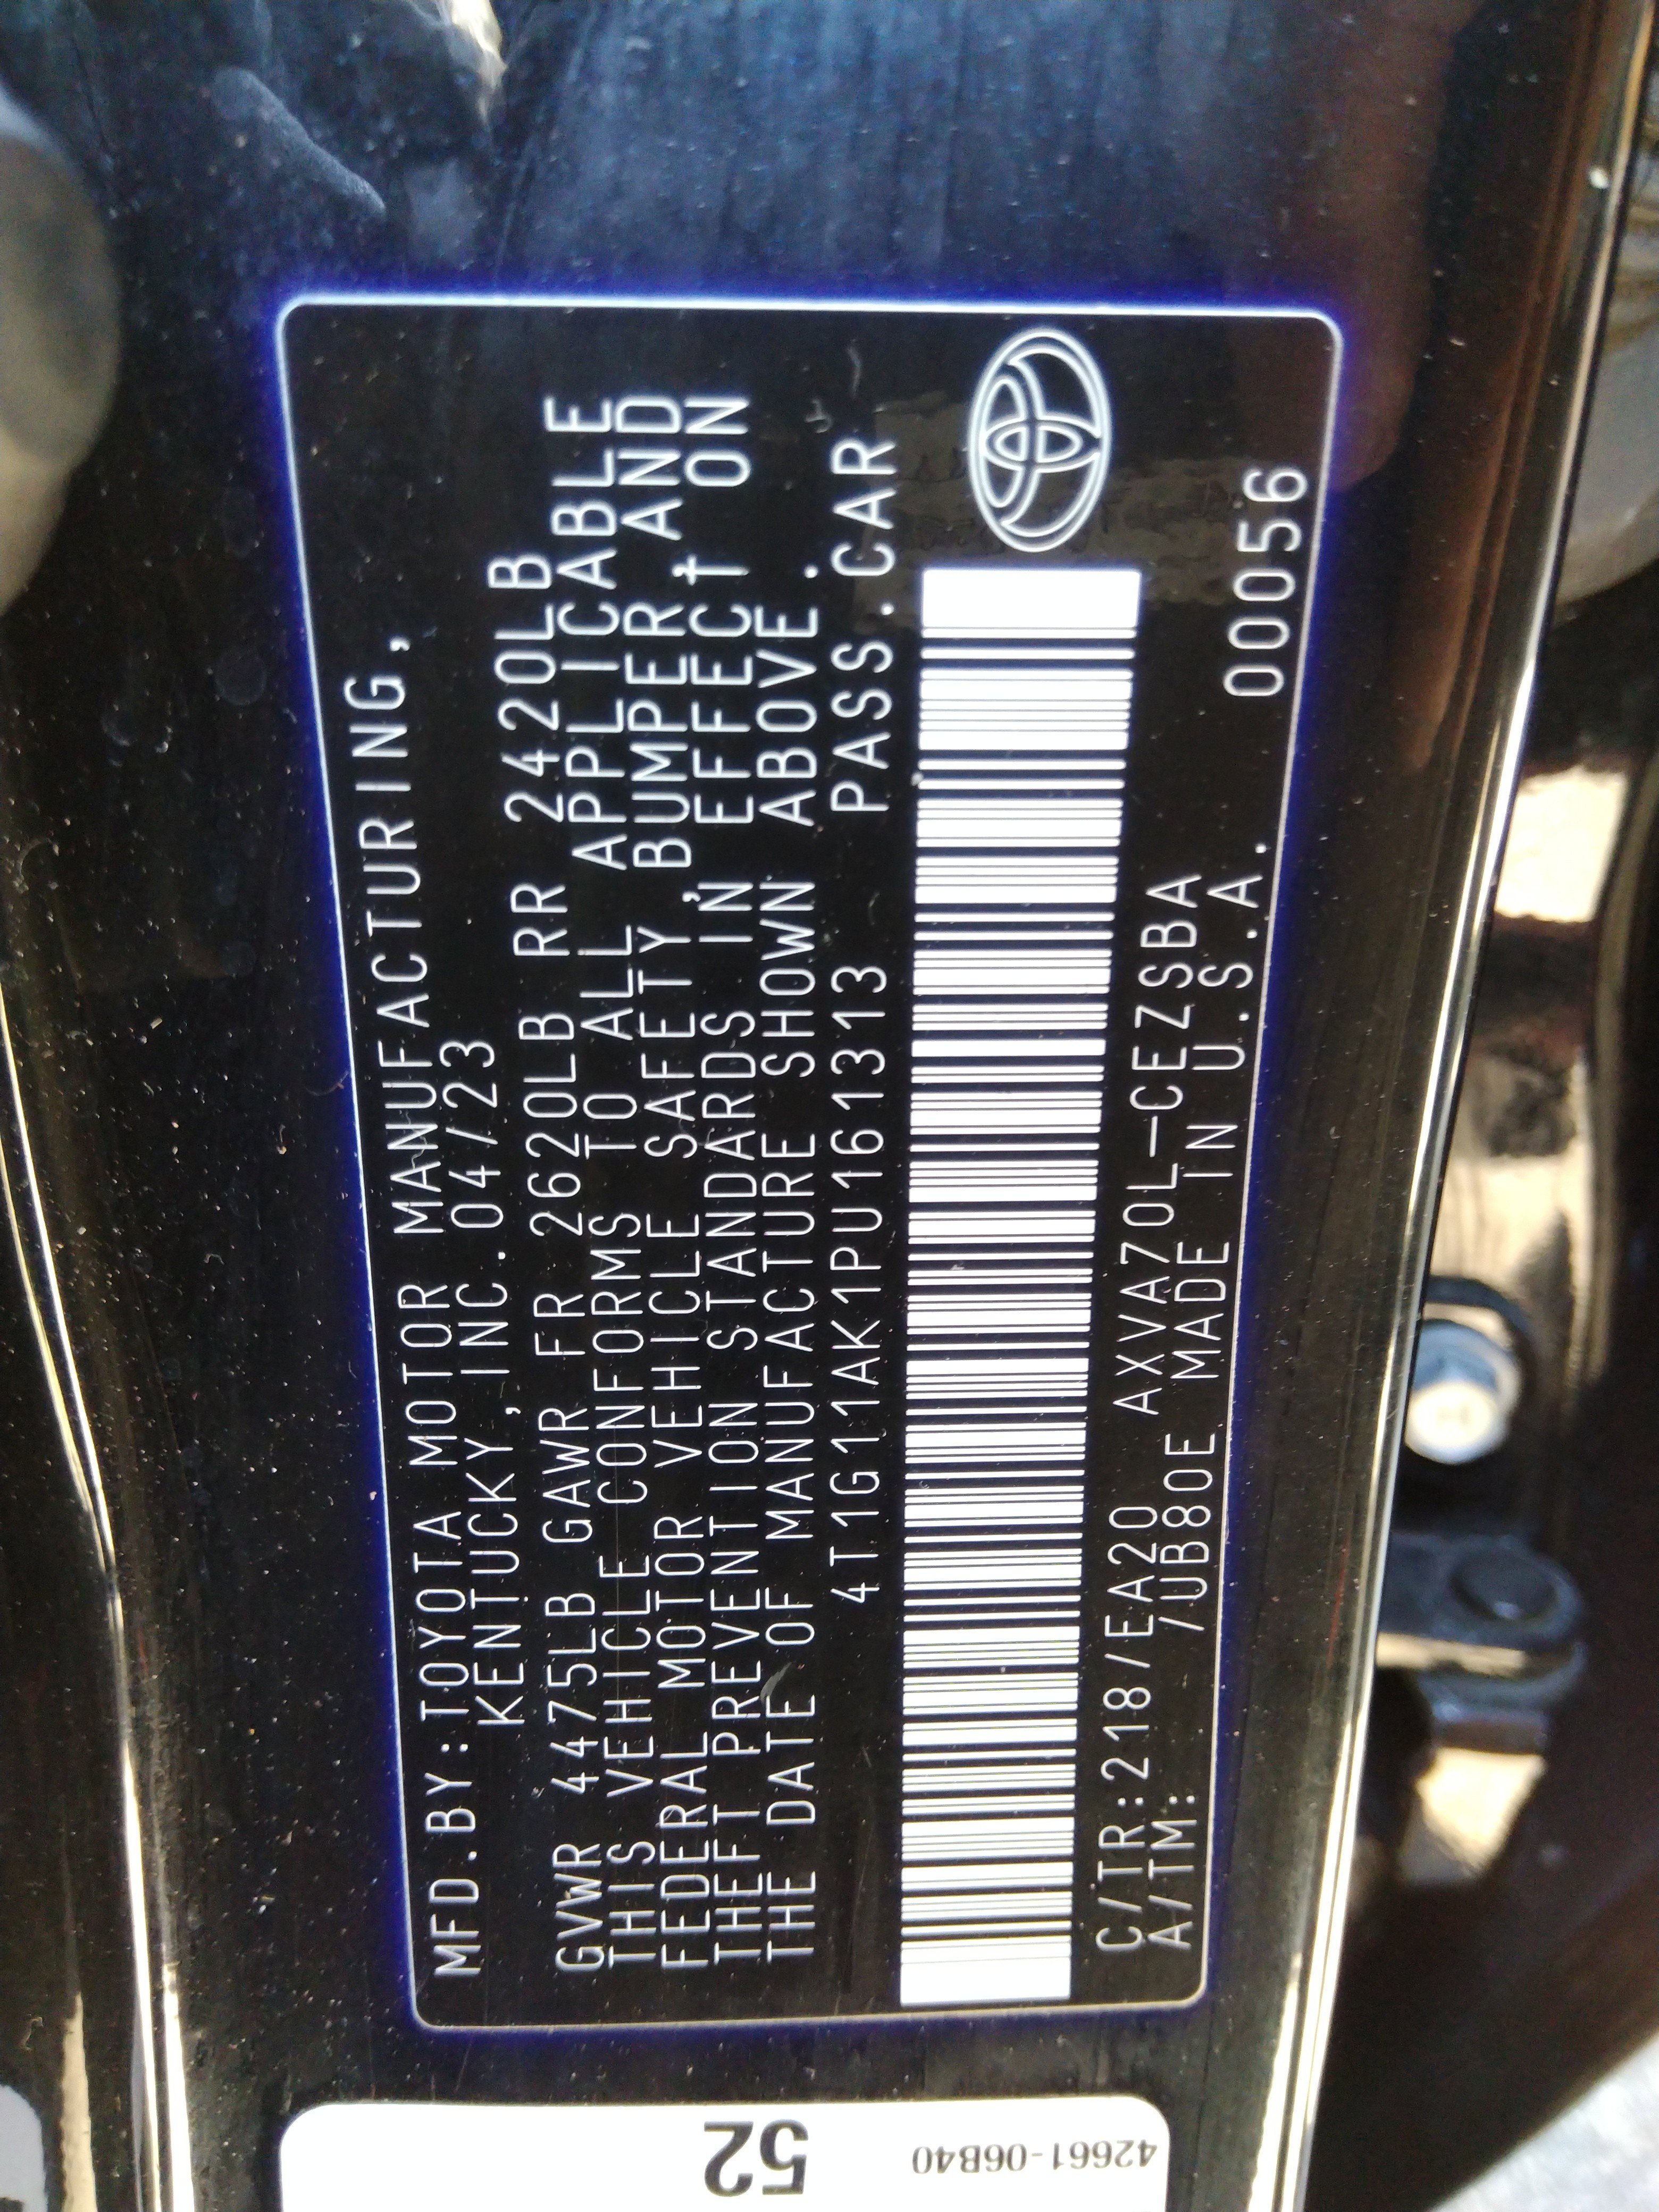 MFD.BY:TOYOTA MOTOR MANUFACTURING,
KENTUCKY, INC. 04/23
GVWR 4475LB GAWR FR 2620LB RR 2420LB
THIS VEHICLE CONFORMS TO ALL APPLICABLE
FEDERAL MOTOR VEHICLE SAFETY, BUMPER AND
THEFT PREVENTION STANDARDS IN EFFECT ON
THE DATE OF MANUFACTURE SHOWN ABOVE.
4T1G11AK1PU161313 PASS.CAR
C/TR:218/EA20 AXVA70L-CEZSBA
A/TM: /UB80E MADE IN U.S.A. 00056
52
42661-06B40